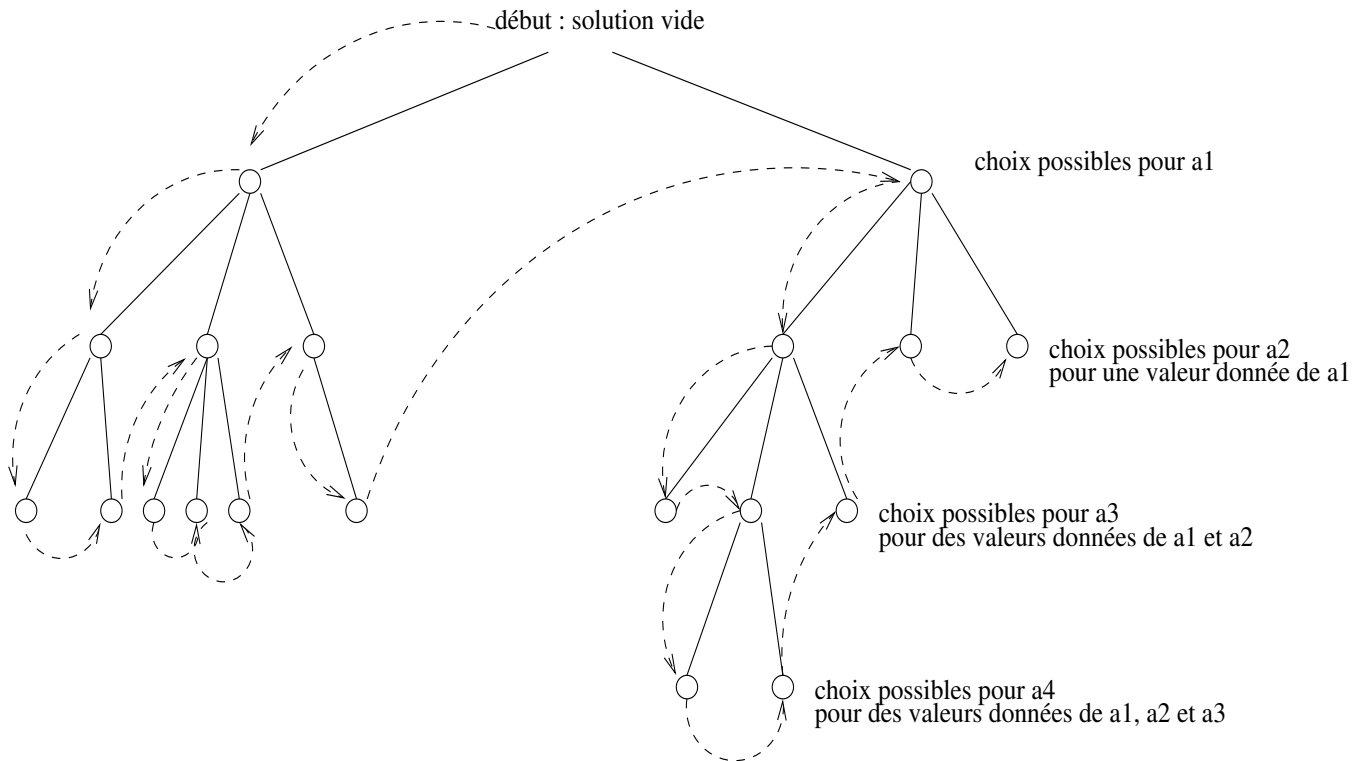 début : solution vide
choix possibles pour a1
choix possibles pour a2
pour une valeur donnée de a1
choix possibles pour a3
pour des valeurs données de a1 et a2
choix possibles pour a4
pour des valeurs données de a1, a2 et a3